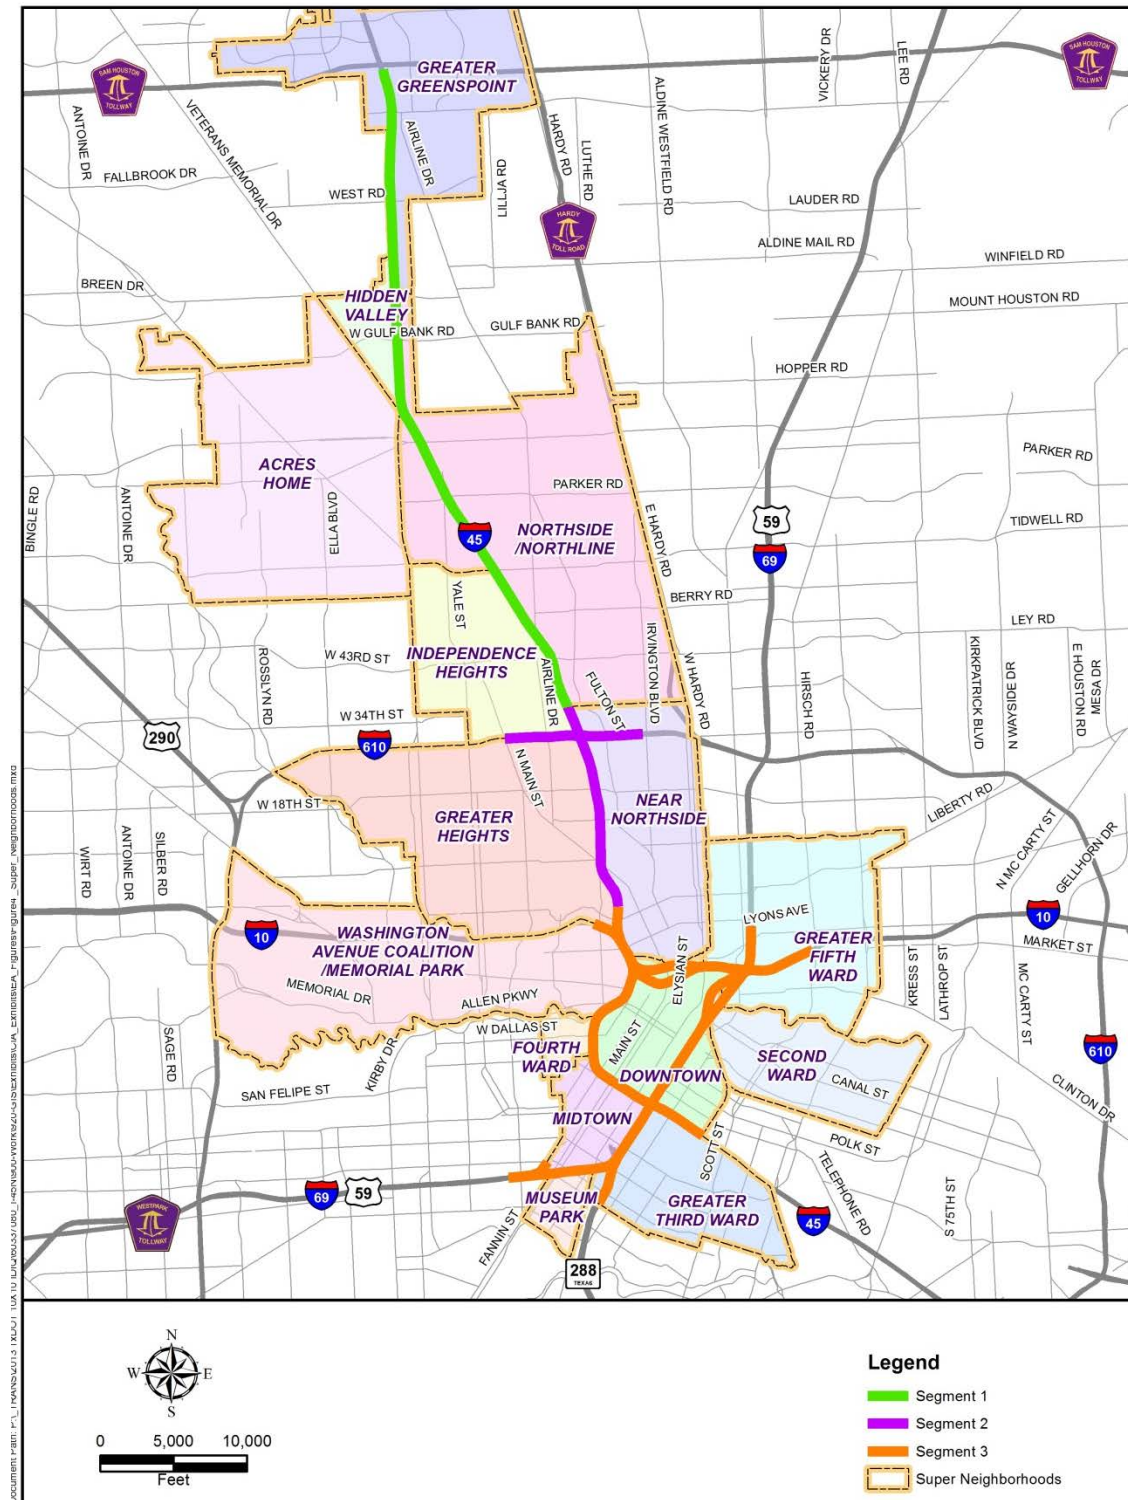 GREATER
GREENSPOINT
SAM HOUSTON
TOLLWAY
SAM HOUSTON
TOLLWAY
VICKERY DR
LEE RD
ANTOINE DR
VETERANS MEMORIAL DR
AIRLINE DR
HARDY RD
LUTHE RD
ALDINE WESTFIELD RD
FALLBROOK DR
WEST RD
LILLJA RD
LAUDER RD
HARDY
TOLL ROAD
ALDINE MAIL RD
WINFIELD RD
BREEN DR
HIDDEN
VALLEY
MOUNT HOUSTON RD
W GULF BANK RD
GULF BANK RD
HOPPER RD
ACRES
HOME
PARKER RD
PARKER RD
BINGLE RD
ANTOINE DR
ELLA BLVD
45
NORTHSIDE
/NORTHLINE
E HARDY RD
59
69
TIDWELL RD
YALE ST
BERRY RD
LEY RD
INDEPENDENCE
HEIGHTS
W 43RD ST
ROSSLYN RD
AIRLINE DR
FULTON ST
IRVINGTON BLVD
W HARDY RD
HIRSCH RD
KIRKPATRICK BLVD
N WAYSIDE DR
E HOUSTON RD
MESA DR
W 34TH ST
290
610
N MAIN ST
W 18TH ST
GREATER
HEIGHTS
NEAR
NORTHSIDE
LIBERTY RD
N MC CARTY ST
GELLHORN DR
WIRT RD
ANTOINE DR
SILBER RD
LYONS AVE
10
10
WASHINGTON
AVENUE COALITION
/MEMORIAL PARK
GREATER
FIFTH
WARD
MARKET ST
MEMORIAL DR
ALLEN PKWY
ELYSIAN ST
KRESS ST
LATHROP ST
MC CARTY ST
W DALLAS ST
SAGE RD
KIRBY DR
FOURTH
WARD
MAIN ST
DOWNTOWN
SECOND
WARD
610
SAN FELIPE ST
CANAL ST
CLINTON DR
MIDTOWN
SCOTT ST
POLK ST
TELEPHONE RD
S 75TH ST
WESTPARK
TOLLWAY
69
59
MUSEUM
PARK
GREATER
THIRD WARD
45
FANNIN ST
288
TEXAS
N
W
E
S
0
5,000
10,000
Feet
Legend
Segment 1
Segment 2
Segment 3
Super Neighborhoods